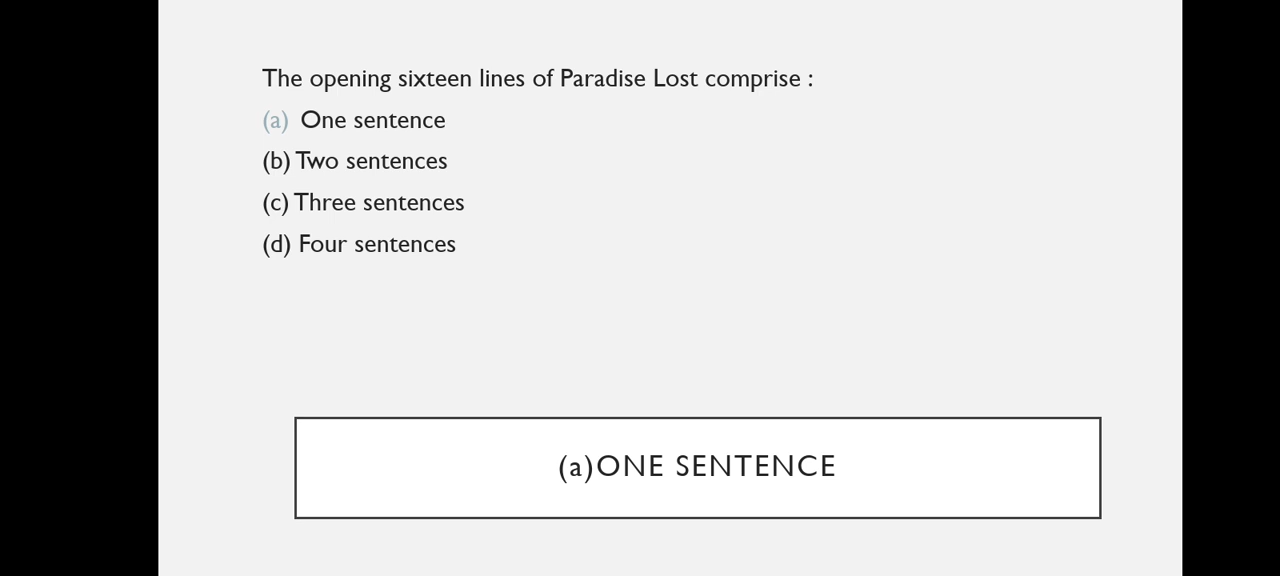 The opening sixteen lines of Paradise Lost comprise :
(a) One sentence
(b) Two sentences
(c) Three sentences
(d) Four sentences
(a)ONE SENTENCE